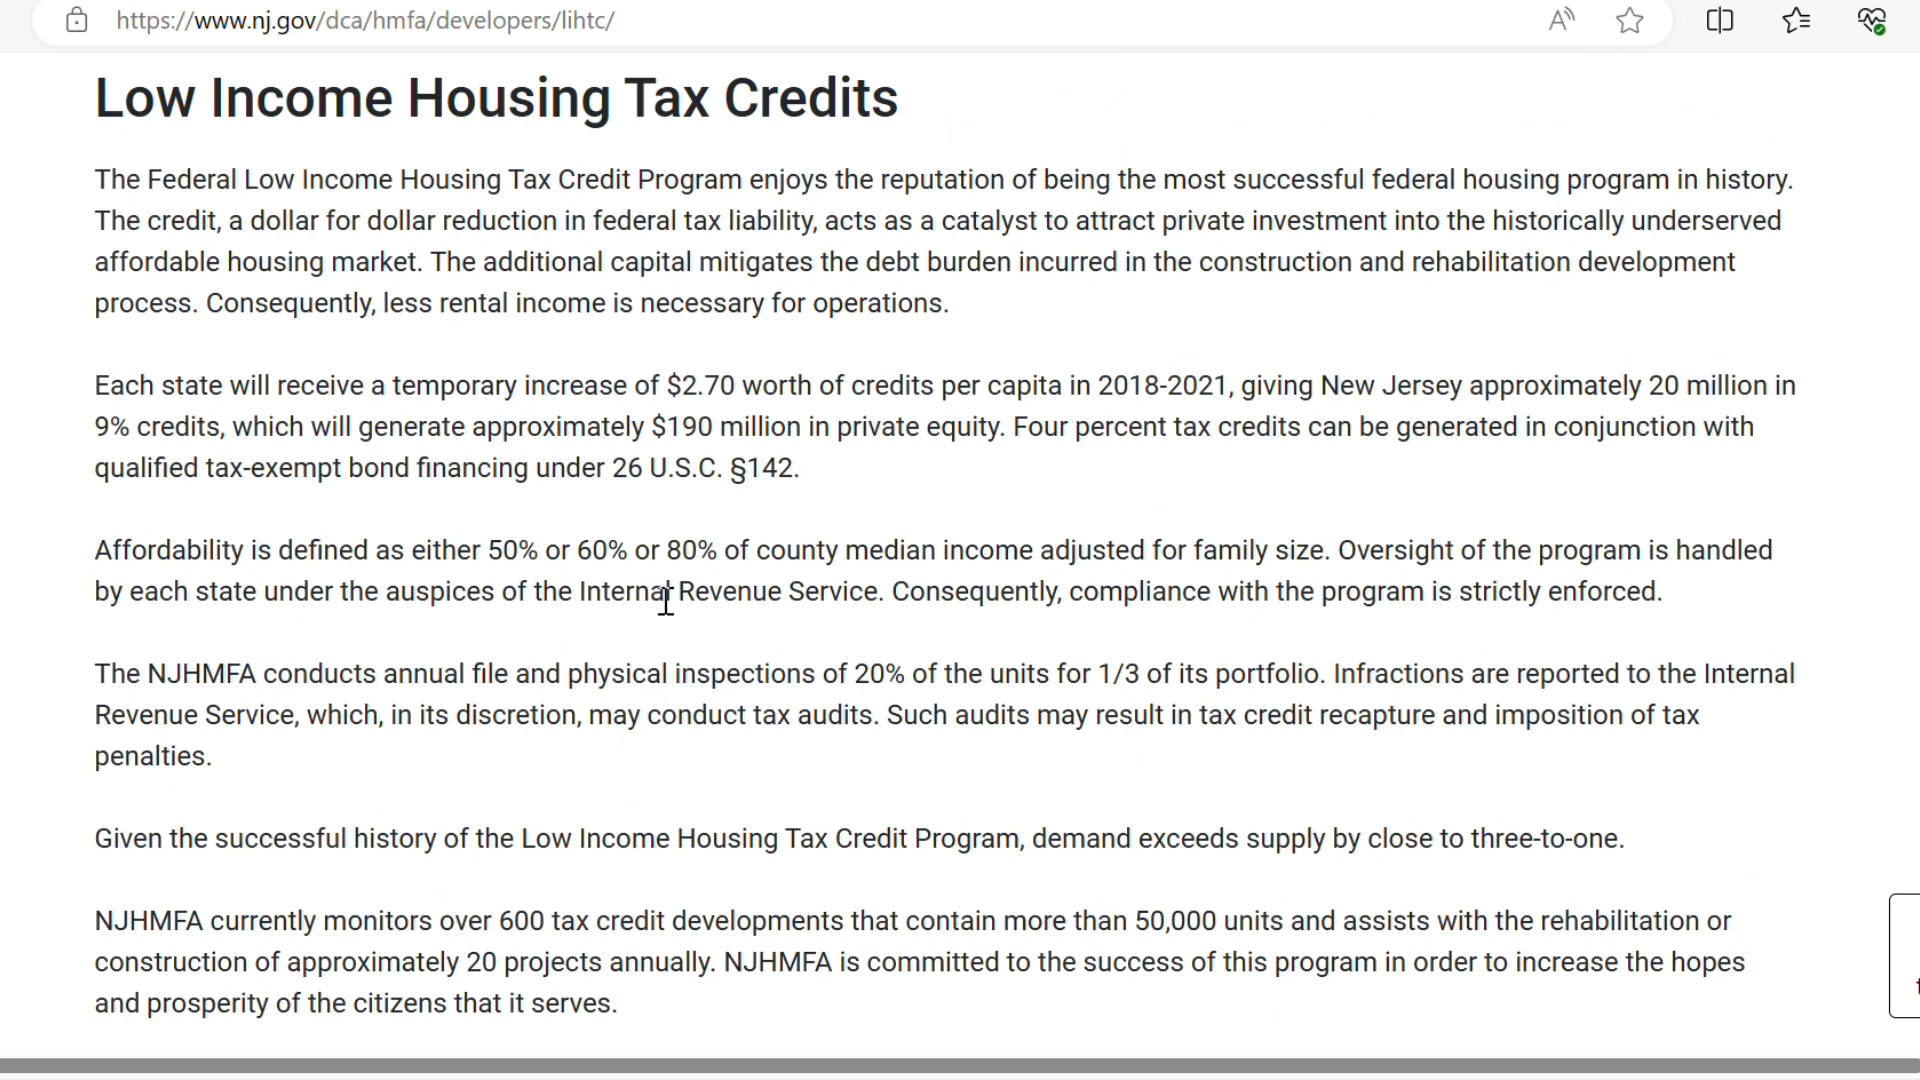 https://www.nj.gov/dca/hmfa/developers/lihtc/
Low Income Housing Tax Credits
The Federal Low Income Housing Tax Credit Program enjoys the reputation of being the most successful federal housing program in history.
The credit, a dollar for dollar reduction in federal tax liability, acts as a catalyst to attract private investment into the historically underserved
affordable housing market. The additional capital mitigates the debt burden incurred in the construction and rehabilitation development
process. Consequently, less rental income is necessary for operations.
Each state will receive a temporary increase of $2.70 worth of credits per capita in 2018-2021, giving New Jersey approximately 20 million in
9% credits, which will generate approximately $190 million in private equity. Four percent tax credits can be generated in conjunction with
qualified tax-exempt bond financing under 26 U.S.C. §142.
Affordability is defined as either 50% or 60% or 80% of county median income adjusted for family size. Oversight of the program is handled
by each state under the auspices of the Internal Revenue Service. Consequently, compliance with the program is strictly enforced.
The NJHMFA conducts annual file and physical inspections of 20% of the units for 1/3 of its portfolio. Infractions are reported to the Internal
Revenue Service, which, in its discretion, may conduct tax audits. Such audits may result in tax credit recapture and imposition of tax
penalties.
Given the successful history of the Low Income Housing Tax Credit Program, demand exceeds supply by close to three-to-one.
NJHMFA currently monitors over 600 tax credit developments that contain more than 50,000 units and assists with the rehabilitation or
construction of approximately 20 projects annually. NJHMFA is committed to the success of this program in order to increase the hopes
and prosperity of the citizens that it serves.